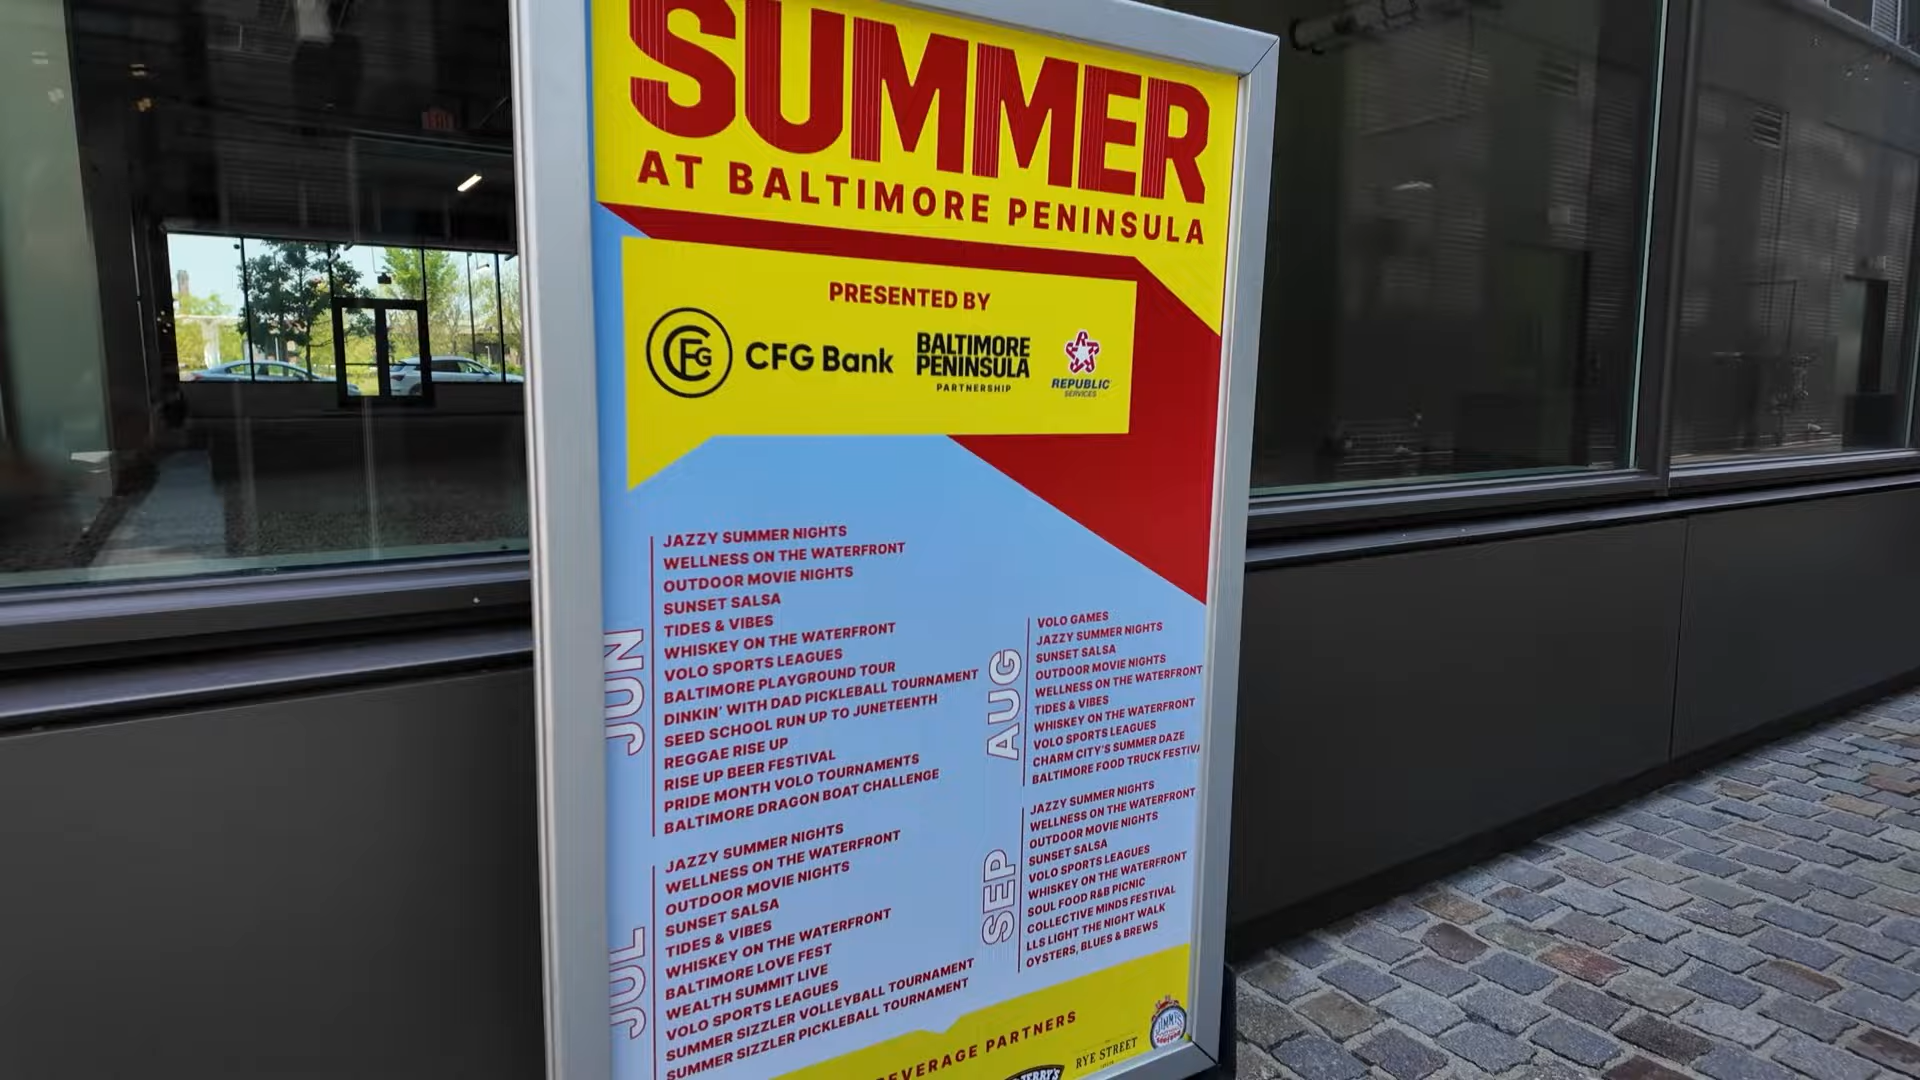 SUMMER
AT BALTIMORE PENINSULA
PRESENTED BY
CFG
CFG Bank
BALTIMORE
PENINSULA
PARTNERSHIP
REPUBLIC
SERVICES
JUN
JAZZY SUMMER NIGHTS
WELLNESS ON THE WATERFRONT
OUTDOOR MOVIE NIGHTS
SUNSET SALSA
TIDES & VIBES
WHISKEY ON THE WATERFRONT
VOLO SPORTS LEAGUES
BALTIMORE PLAYGROUND TOUR
DINKIN' WITH DAD PICKLEBALL TOURNAMENT
SEED SCHOOL RUN UP TO JUNETEENTH
REGGAE RISE UP
RISE UP BEER FESTIVAL
PRIDE MONTH VOLO TOURNAMENTS
BALTIMORE DRAGON BOAT CHALLENGE
JUL
JAZZY SUMMER NIGHTS
WELLNESS ON THE WATERFRONT
OUTDOOR MOVIE NIGHTS
SUNSET SALSA
TIDES & VIBES
WHISKEY ON THE WATERFRONT
BALTIMORE LOVE FEST
WEALTH SUMMIT LIVE
VOLO SPORTS LEAGUES
SUMMER SIZZLER VOLLEYBALL TOURNAMENT
SUMMER SIZZLER PICKLEBALL TOURNAMENT
AUG
VOLO GAMES
JAZZY SUMMER NIGHTS
SUNSET SALSA
OUTDOOR MOVIE NIGHTS
WELLNESS ON THE WATERFRONT
TIDES & VIBES
WHISKEY ON THE WATERFRONT
VOLO SPORTS LEAGUES
CHARM CITY'S SUMMER DAZE
BALTIMORE FOOD TRUCK FESTIVA
SEP
JAZZY SUMMER NIGHTS
WELLNESS ON THE WATERFRONT
OUTDOOR MOVIE NIGHTS
SUNSET SALSA
VOLO SPORTS LEAGUES
WHISKEY ON THE WATERFRONT
SOUL FOOD R&B PICNIC
COLLECTIVE MINDS FESTIVAL
LLS LIGHT THE NIGHT WALK
OYSTERS, BLUES & BREWS
EVERAGE PARTNERS
RYE STREET